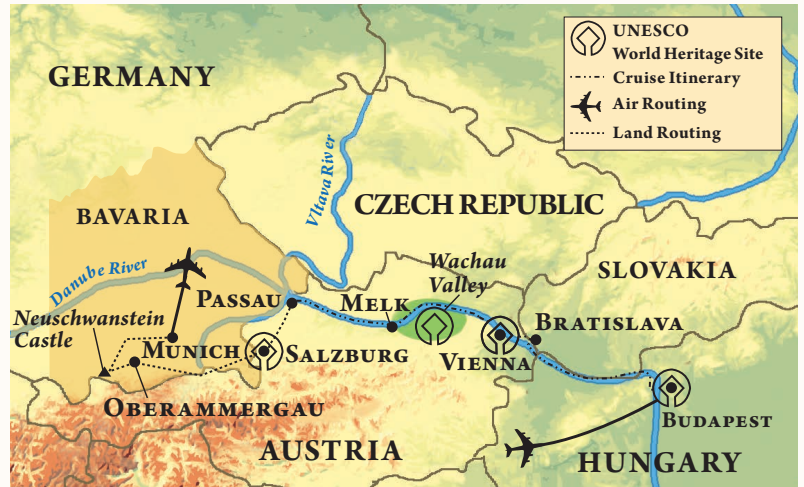 UNESCO
World Heritage Site
Cruise Itinerary
Air Routing
Land Routing
GERMANY
Vltava River
CZECH REPUBLIC
BAVARIA
SLOVAKIA
Danube River
Wachau
Valley
PASSAU
MELK
Neuschwanstein
Castle
BRATISLAVA
MUNICH
SALZBURG
VIENNA
OBERAMMERGAU
BUDAPEST
AUSTRIA
HUNGARY